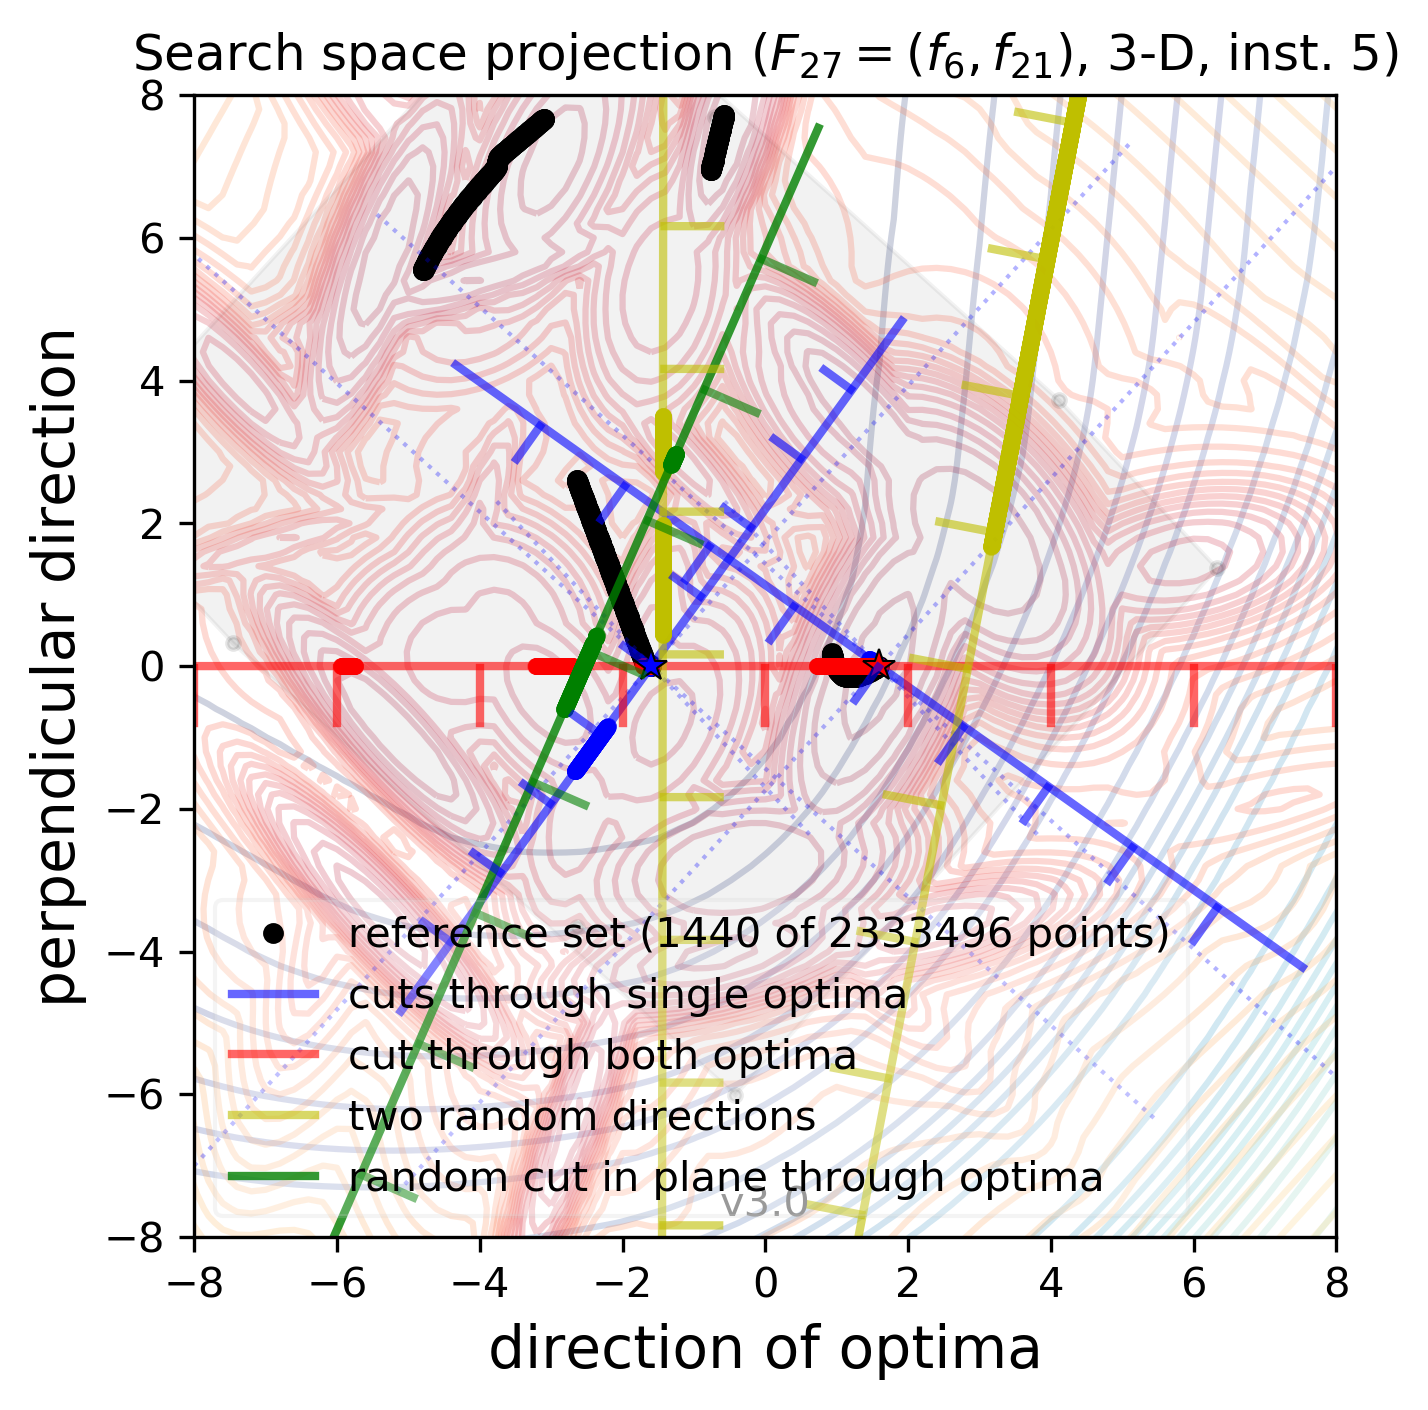 Search space projection (F27 = (f6, f21), 3-D, inst. 5)
8
6
4
2
0
−2
−4
−6
−8
perpendicular direction
reference set (1440 of 2333496 points)
cuts through single optima
cut through both optima
two random directions
random cut in plane through optima
v3.0
−8 −6 −4 −2 0 2 4 6 8
direction of optima